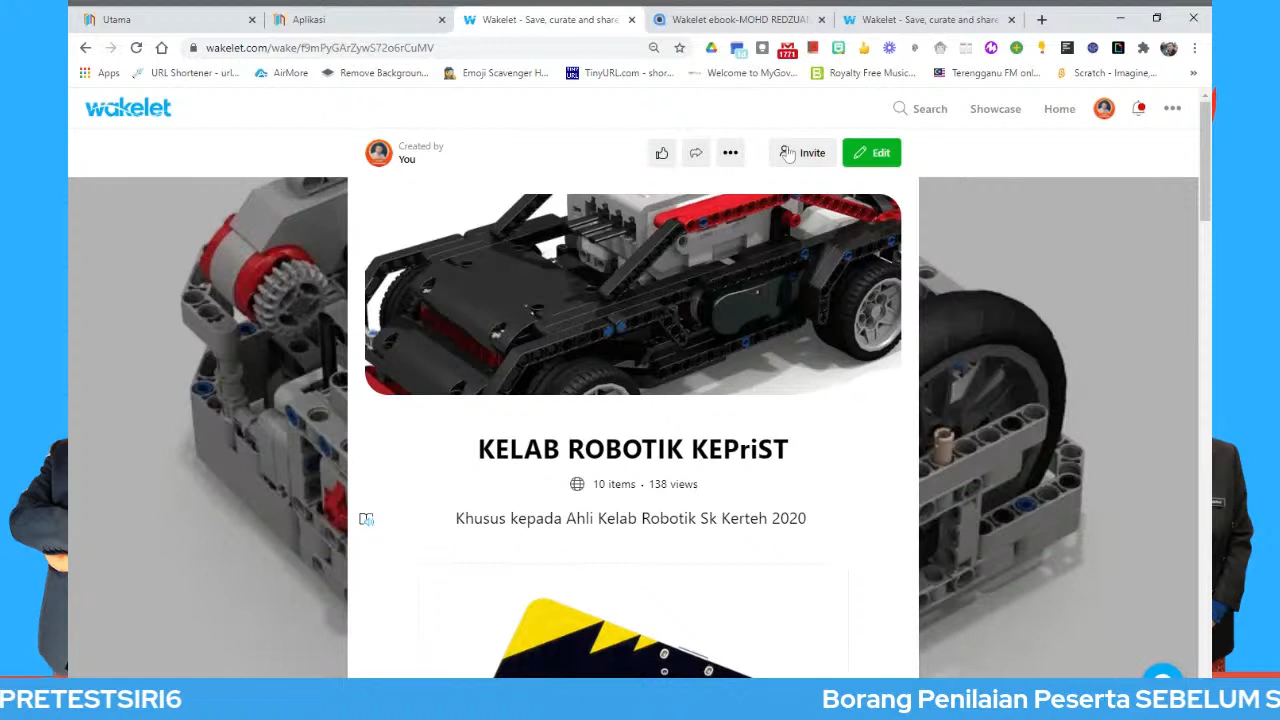 Utama
Aplikasi
Wakelet - Save, curate and share
Wakelet ebook-MOHD REDZUAN
Wakelet - Save, curate and share
wakelet.com/wake/f9mPyGArZywS72o6rCuMV
1771
Apps
URL Shortener - url...
AirMore
Remove Backgroun...
Emoji Scavenger H...
TinyURL.com - shor...
Welcome to MyGov...
Royalty Free Music...
Terengganu FM onl...
Scratch - Imagine,...
wakelet
Search
Showcase
Home
Created by
You
Invite
Edit
KELAB ROBOTIK KEPriST
10 items · 138 views
Khusus kepada Ahli Kelab Robotik Sk Kerteh 2020
PRETESTSIRI6
Borang Penilaian Peserta SEBELUM S